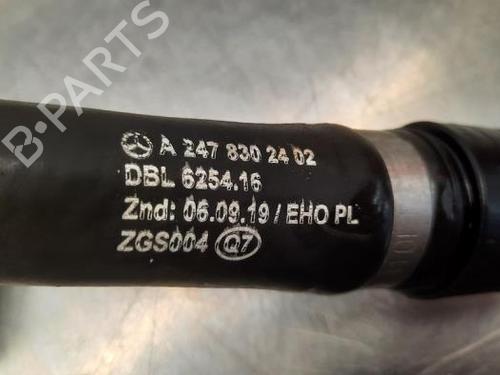 B-PARTS
A 247 830 24 02
DBL 6254.16
Znd: 06.09.19 / EHO PL
ZGS004 Q7